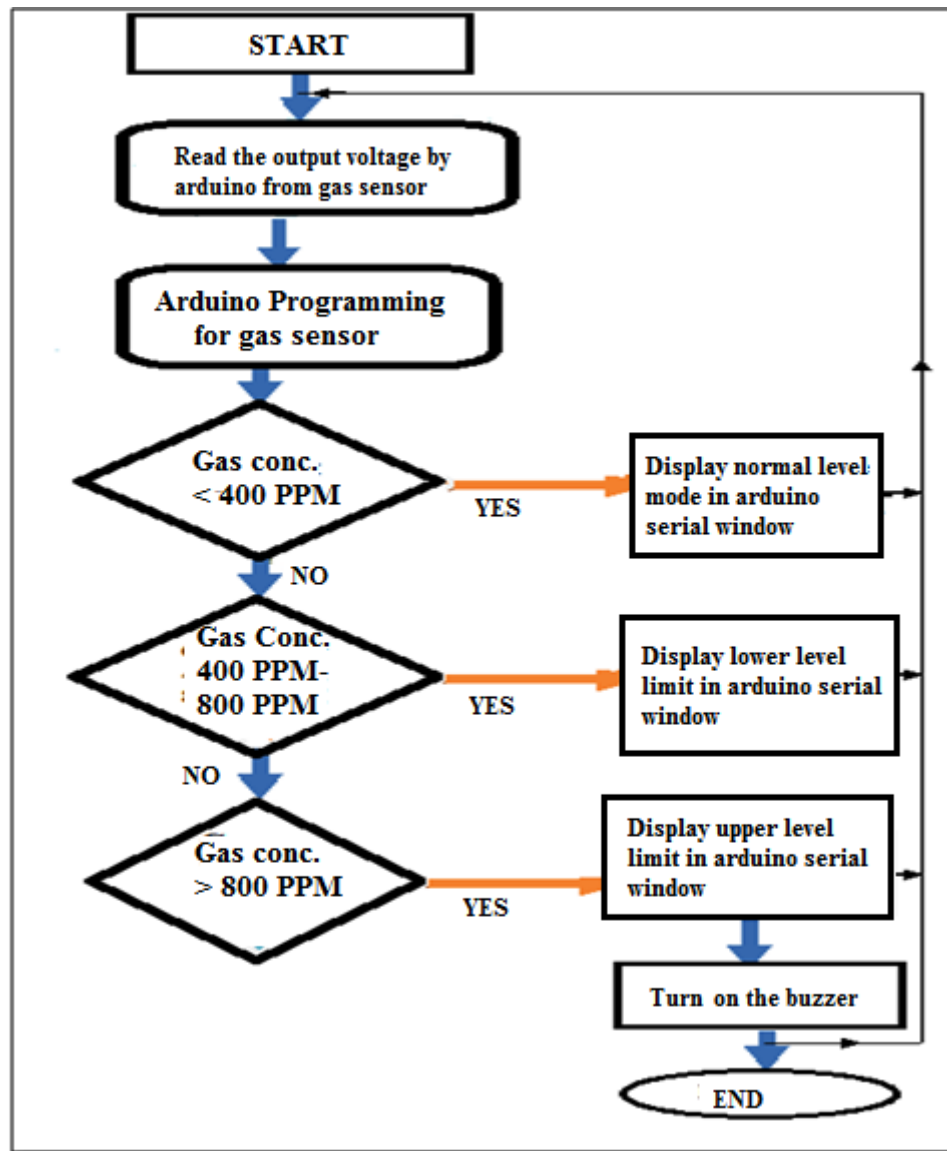 START
Read the output voltage by
arduino from gas sensor
Arduino Programming
for gas sensor
Gas conc.
< 400 PPM
YES
Display normal level
mode in arduino
serial window
NO
Gas Conc.
400 PPM-
800 PPM
YES
Display lower level
limit in arduino serial
window
NO
Gas conc.
> 800 PPM
YES
Display upper level
limit in arduino serial
window
Turn on the buzzer
END